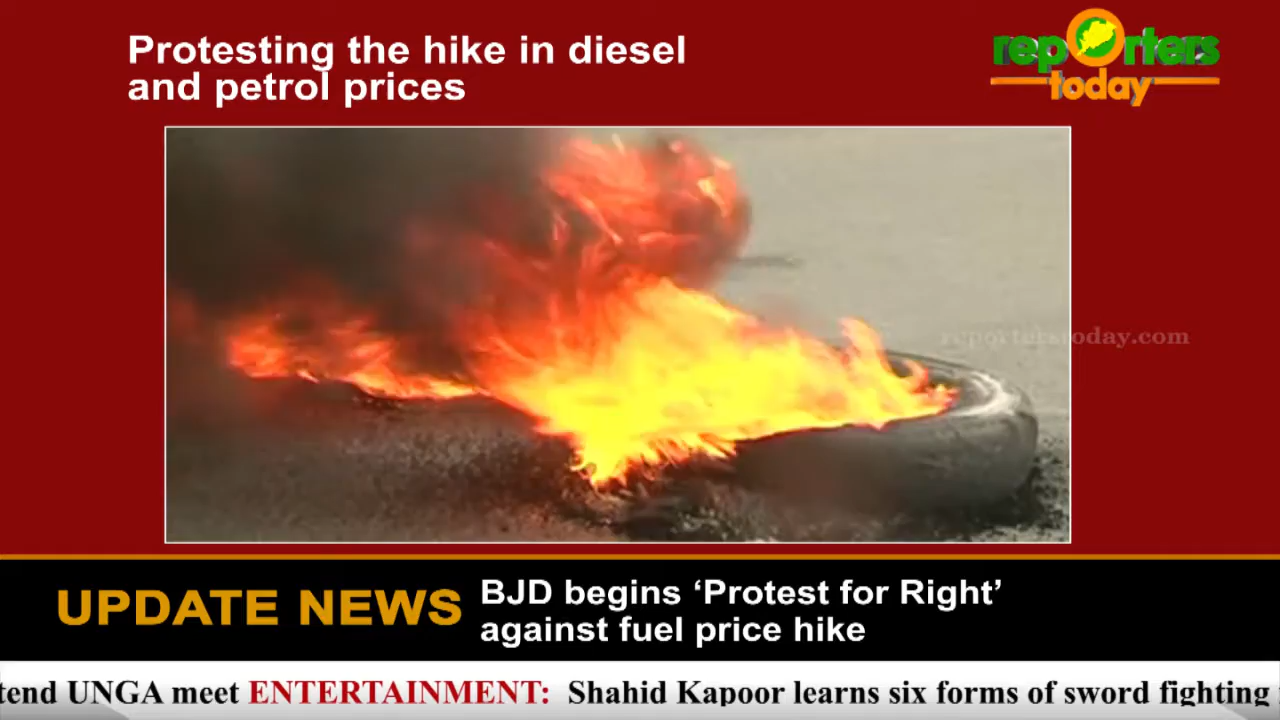 Protesting the hike in diesel
and petrol prices
reporters
today
reporterstoday.com
UPDATE NEWS
BJD begins ‘Protest for Right’
against fuel price hike
tend UNGA meet ENTERTAINMENT: Shahid Kapoor learns six forms of sword fighting